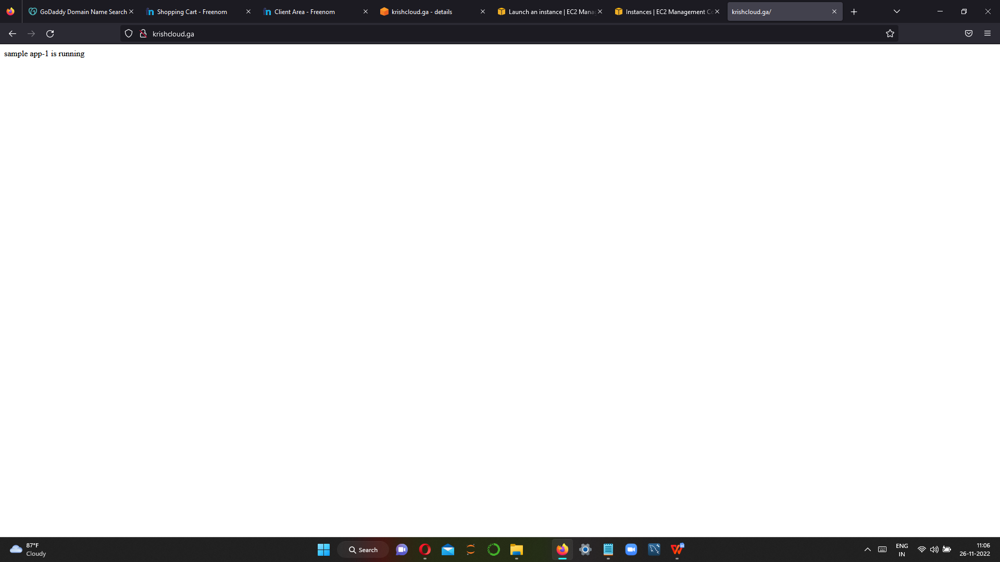 GoDaddy Domain Name Search
Shopping Cart - Freenom
Client Area - Freenom
krishcloud.ga - details
Launch an instance | EC2 Mana
Instances | EC2 Management Co
krishcloud.ga/
krishcloud.ga
sample app-1 is running
87°F
Cloudy
Search
ENG
IN
11:06
26-11-2022